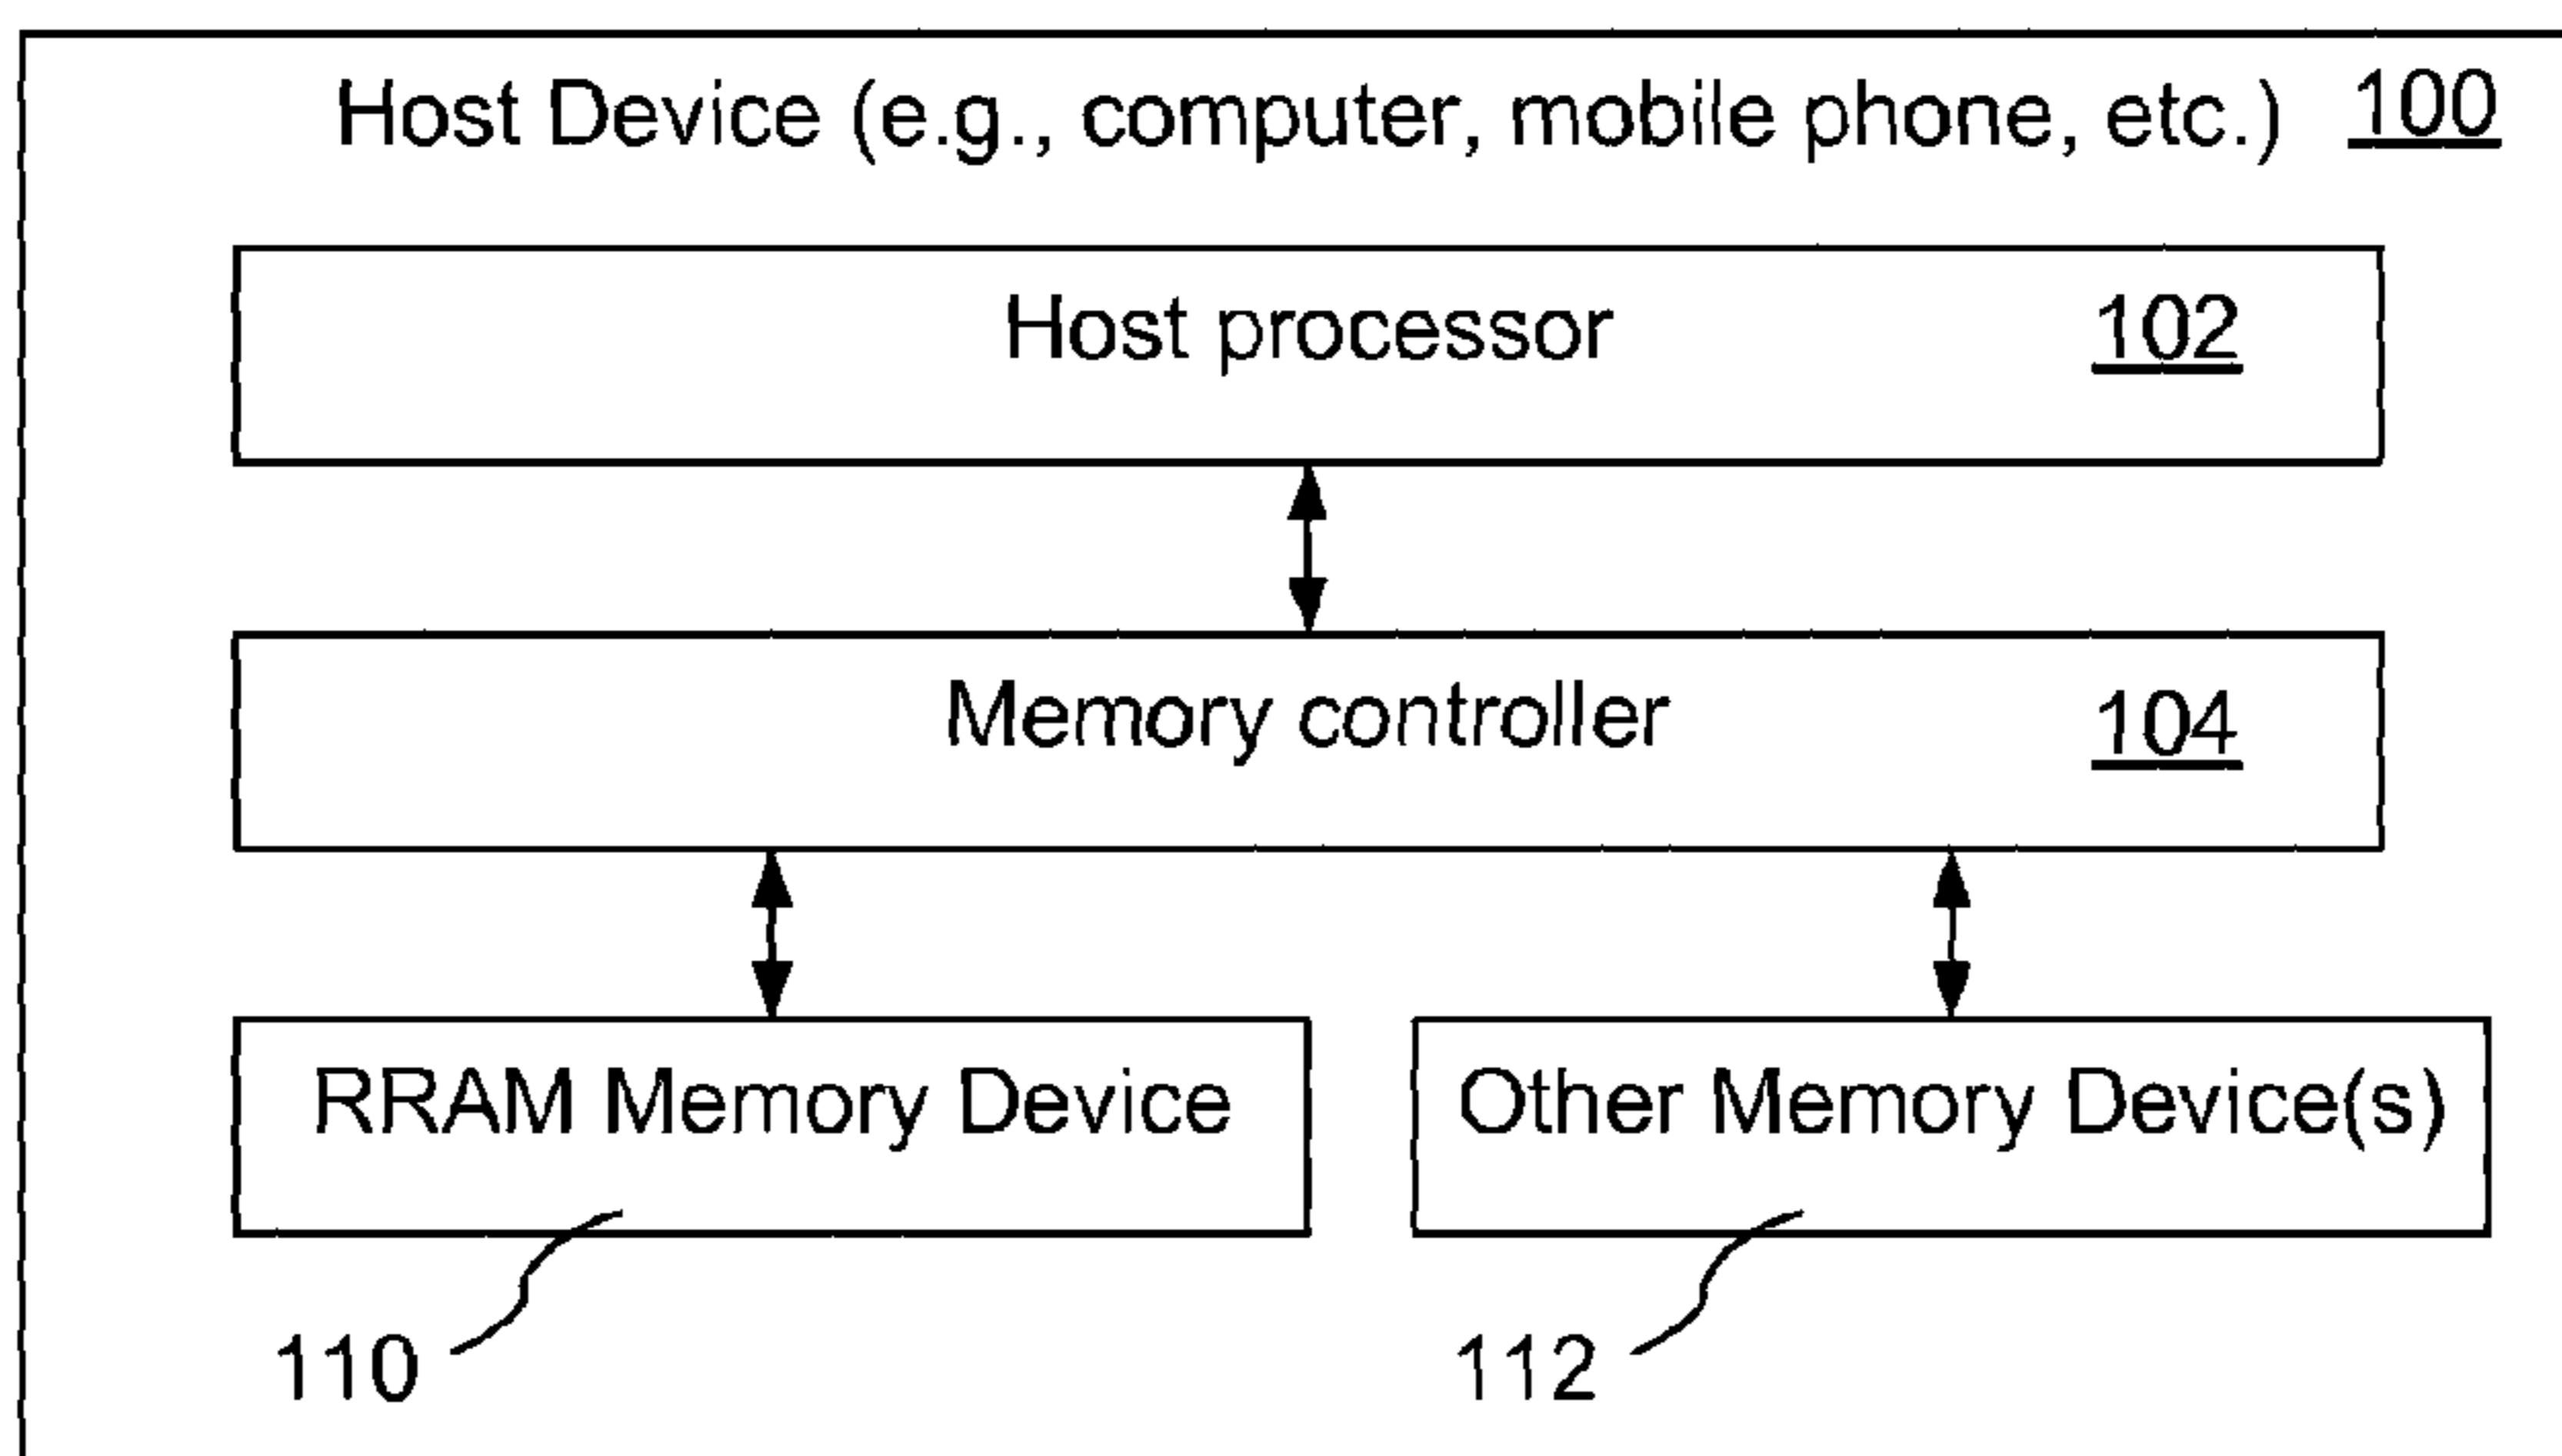 Host Device (e.g., computer, mobile phone, etc.) 100
Host processor 102
Memory controller 104
RRAM Memory Device
Other Memory Device(s)
110
112